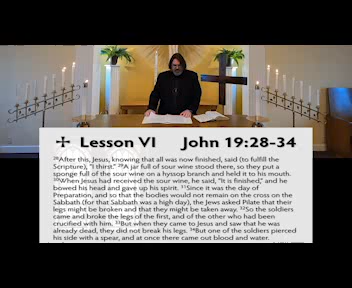 Lesson VI John 19:28-34
28After this, Jesus, knowing that all was now finished, said (to fulfill the
Scripture), "I thirst." 29A jar full of sour wine stood there, so they put a
sponge full of the sour wine on a hyssop branch and held it to his mouth.
30When Jesus had received the sour wine, he said, "It is finished," and he
bowed his head and gave up his spirit. 31Since it was the day of
Preparation, and so that the bodies would not remain on the cross on the
Sabbath (for that Sabbath was a high day), the Jews asked Pilate that their
legs might be broken and that they might be taken away. 32So the soldiers
came and broke the legs of the first, and of the other who had been
crucified with him. 33But when they came to Jesus and saw that he was
already dead, they did not break his legs. 34But one of the soldiers pierced
his side with a spear, and at once there came out blood and water.